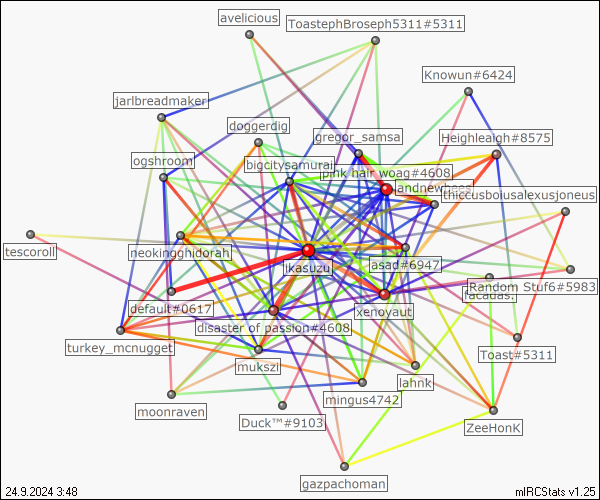 avelicious
ToastephBroseph5311#5311
Knowun#6424
jarlbreadmaker
doggerdig
gregor_samsa
Heighleaigh#8575
ogshroom
bigcitysamurai
pink hair woag#4608
landnewbees
thiccusboiusalexusjoneus
tescoroll
neokingghidorah
ikasuzu
asad#6947
Random Stuf6#5983
facadas.
default#0617
xenoyaut
disaster of passion#4608
turkey_mcnugget
mukszi
Toast#5311
lahnk
mingus4742
moonraven
Duck™#9103
ZeeHonK
gazpachoman
24.9.2024 3:48
mIRCStats v1.25